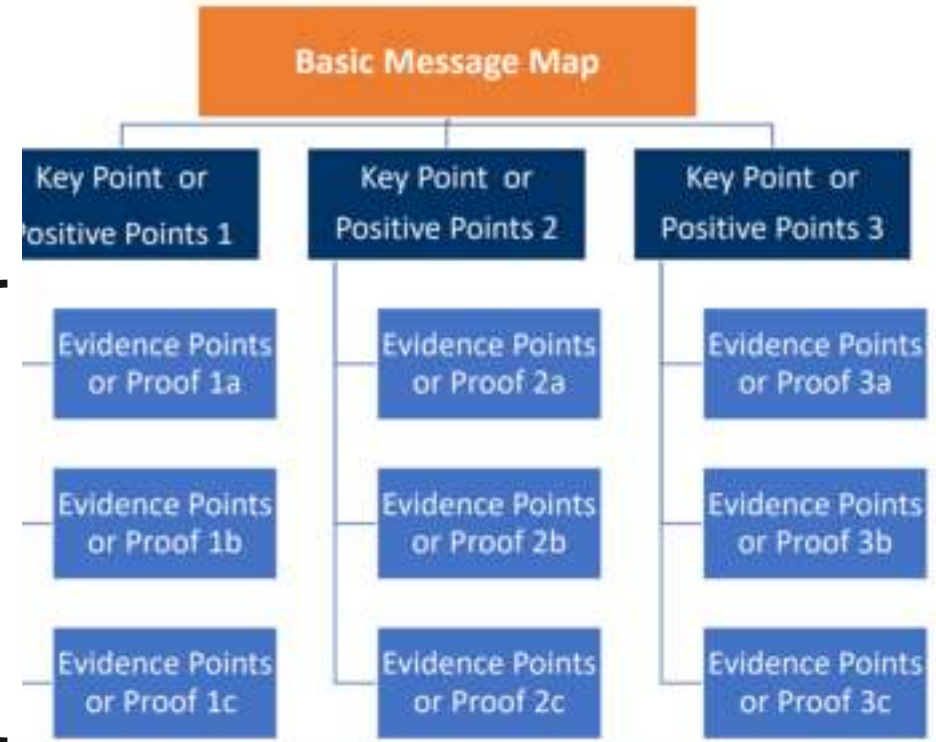 Basic Message Map
Key Point or
Positive Points 1
Evidence Points
or Proof 1a
Evidence Points
or Proof 1b
Evidence Points
or Proof 1c
Key Point or
Positive Points 2
Evidence Points
or Proof 2a
Evidence Points
or Proof 2b
Evidence Points
or Proof 2c
Key Point or
Positive Points 3
Evidence Points
or Proof 3a
Evidence Points
or Proof 3b
Evidence Points
or Proof 3c